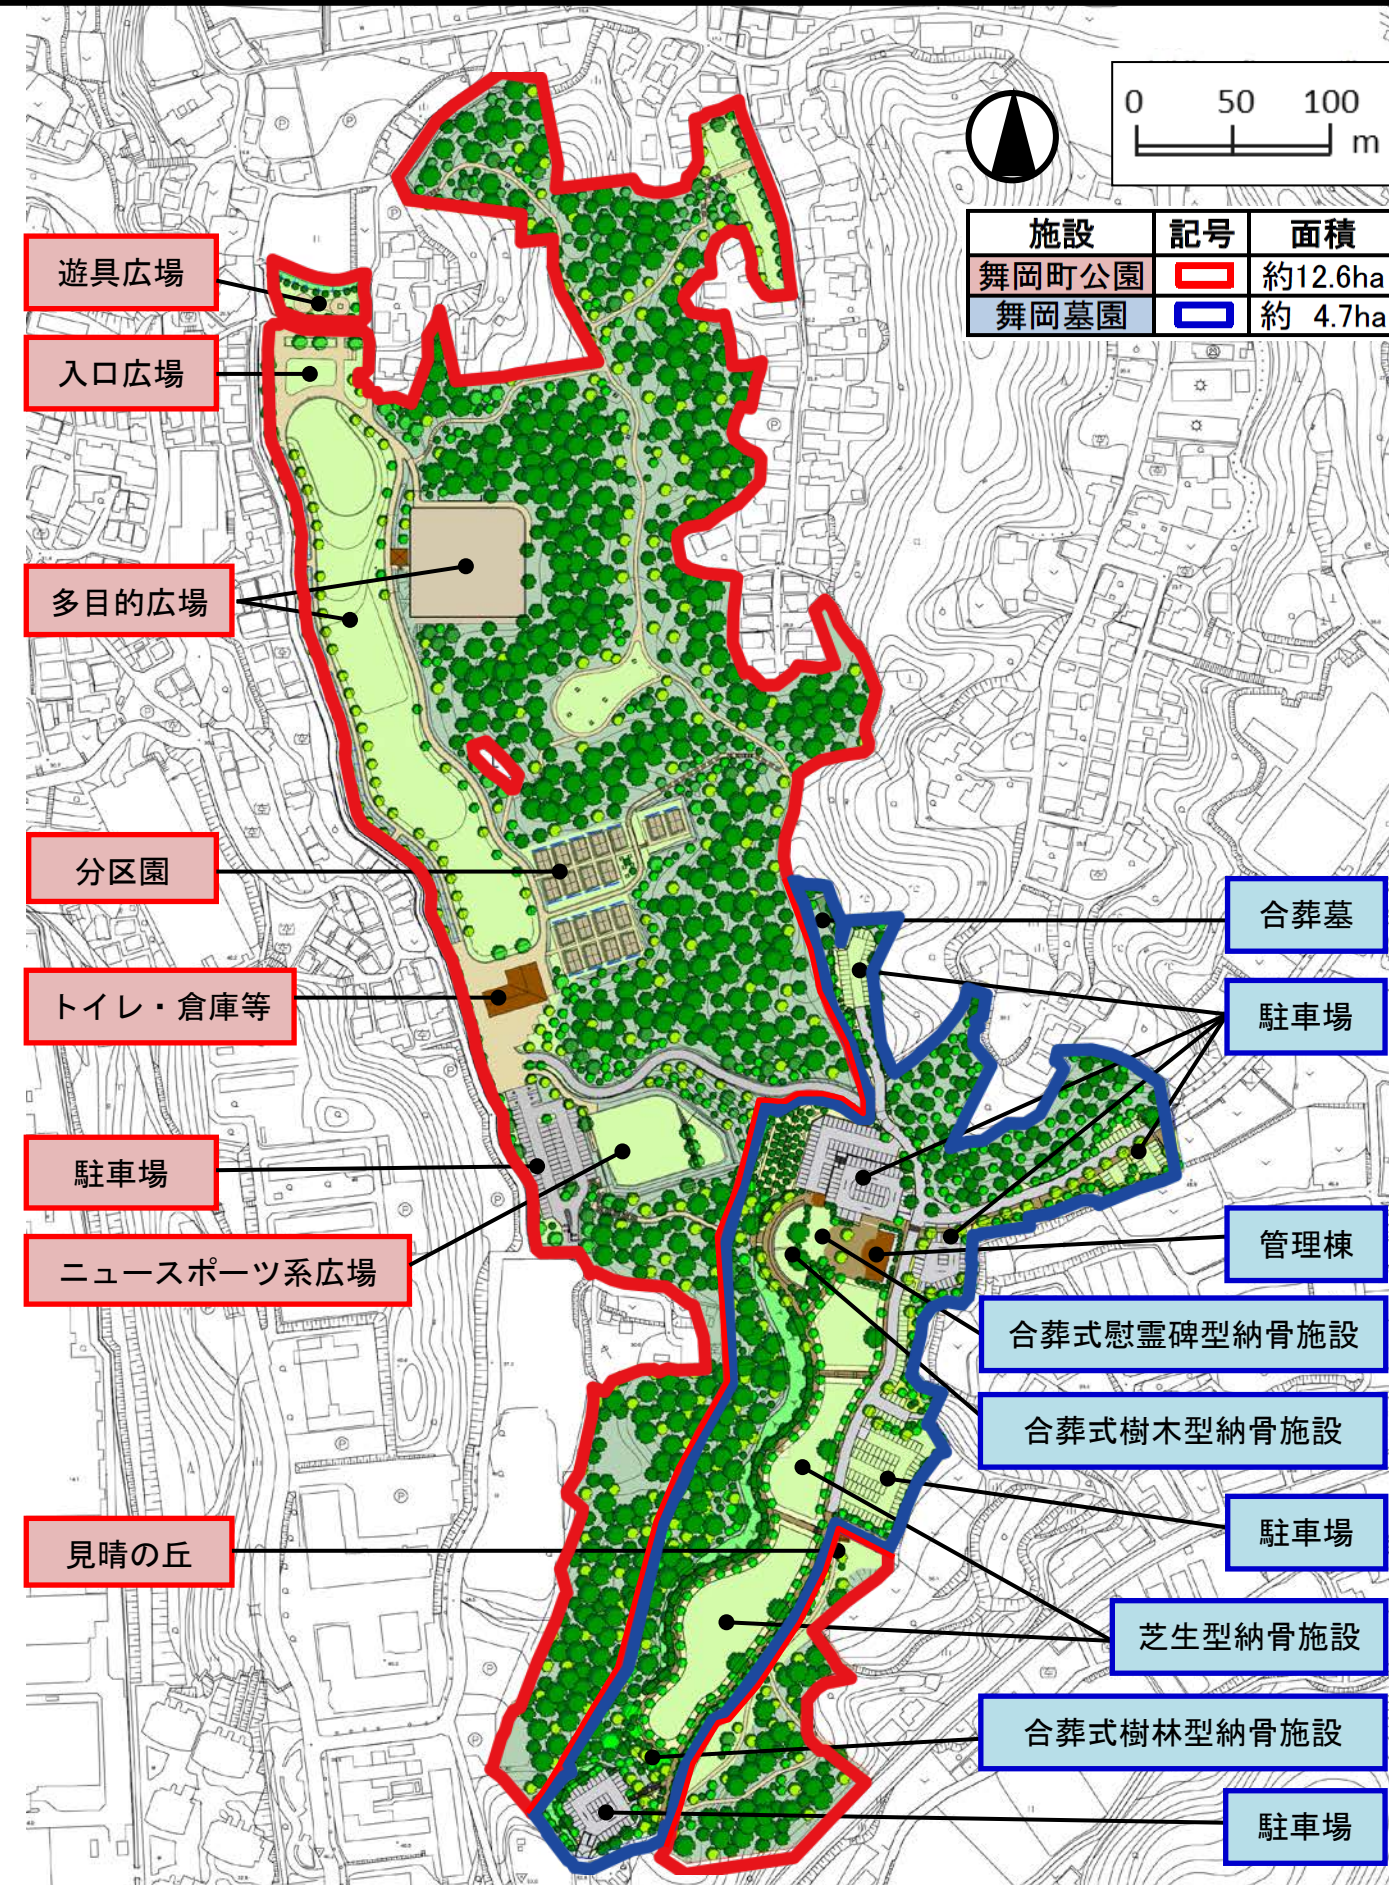 0 50 100
m
施設 記号 面積
舞岡町公園 約12.6ha
舞岡墓園 約 4.7ha
遊具広場
入口広場
多目的広場
分区園
トイレ・倉庫等
駐車場
ニュースポーツ系広場
見晴の丘
合葬墓
駐車場
管理棟
合葬式慰霊碑型納骨施設
合葬式樹木型納骨施設
駐車場
芝生型納骨施設
合葬式樹林型納骨施設
駐車場